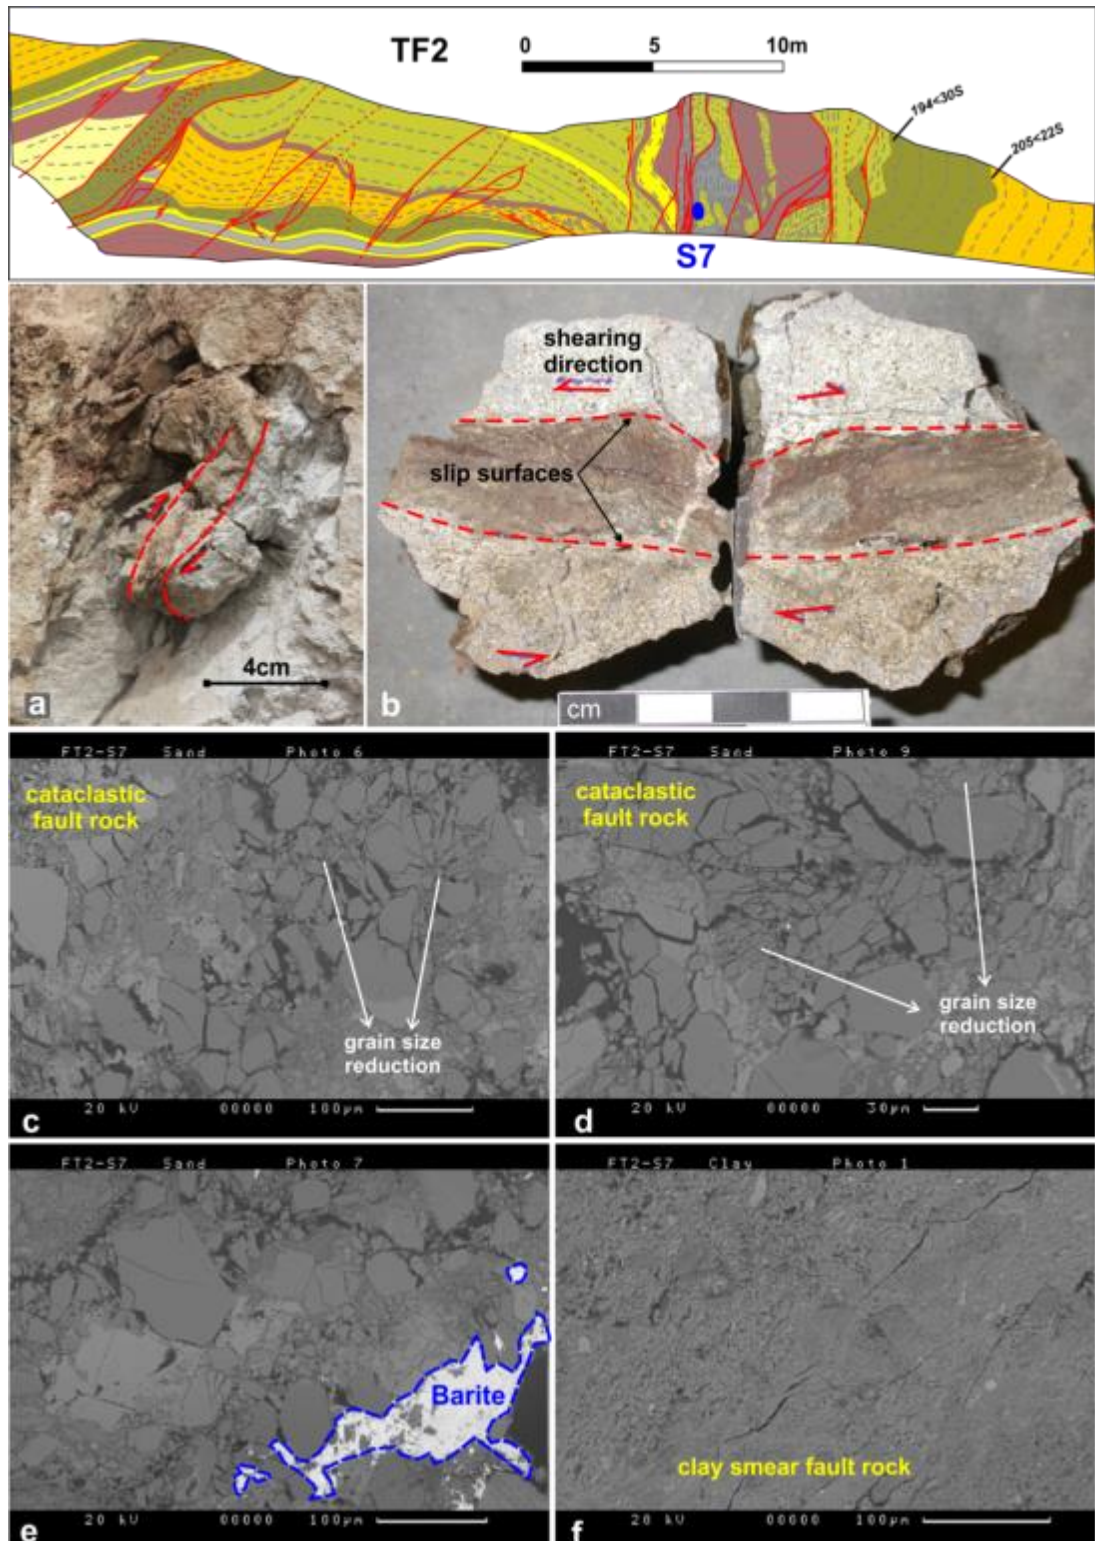 TF2
0 5 10m
194<30S
205<22S
S7
shearing
direction
slip surfaces
4cm
a
b
cm
FT2-S7 Sand Photo 6
cataclastic
fault rock
grain size
reduction
20 kV 00000 100µm
c
FT2-S7 Sand Photo 9
cataclastic
fault rock
grain size
reduction
20 kV 00000 30µm
d
FT2-S7 Sand Photo 7
Barite
20 kV 00000 100µm
e
FT2-S7 Clay Photo 1
clay smear fault rock
20 kV 00000 100µm
f